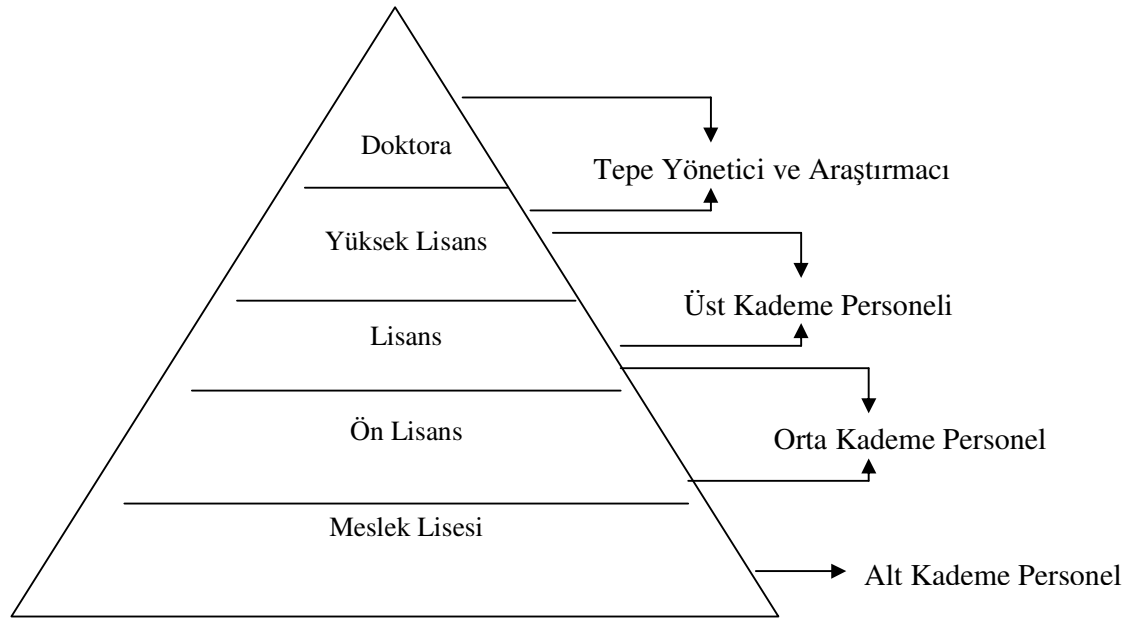 Doktora
Tepe Yönetici ve Araştırmacı
Yüksek Lisans
Üst Kademe Personeli
Lisans
Ön Lisans
Orta Kademe Personel
Meslek Lisesi
Alt Kademe Personel